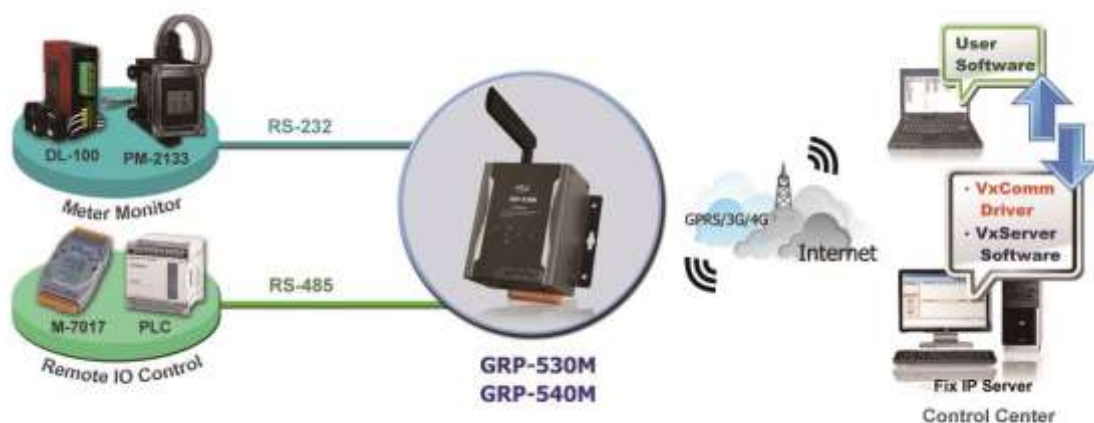 DL-100
PM-2133
Meter Monitor
RS-232
M-7017
PLC
Remote IO Control
RS-485
GRP-530M
GRP-540M
GPRS/3G/4G
Internet
User
Software
· VxComm
Driver
· VxServer
Software
Fix IP Server
Control Center